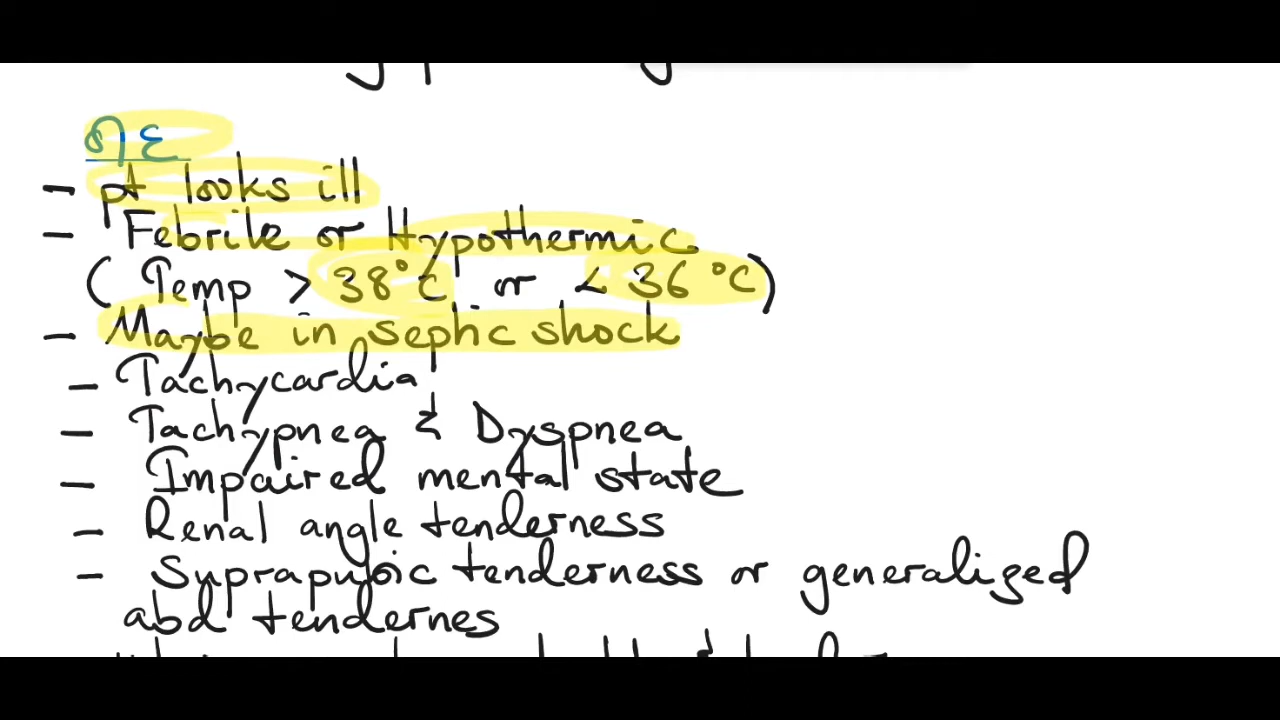 - pt looks ill
- Febrile or Hypothermic
( Temp > 38°C or < 36 °C)
- Maybe in septic shock
- Tachycardia
- Tachypnea & Dyspnea
- Impaired mental state
- Renal angle tenderness
- Suprapubic tenderness or generalized
abd tendernes